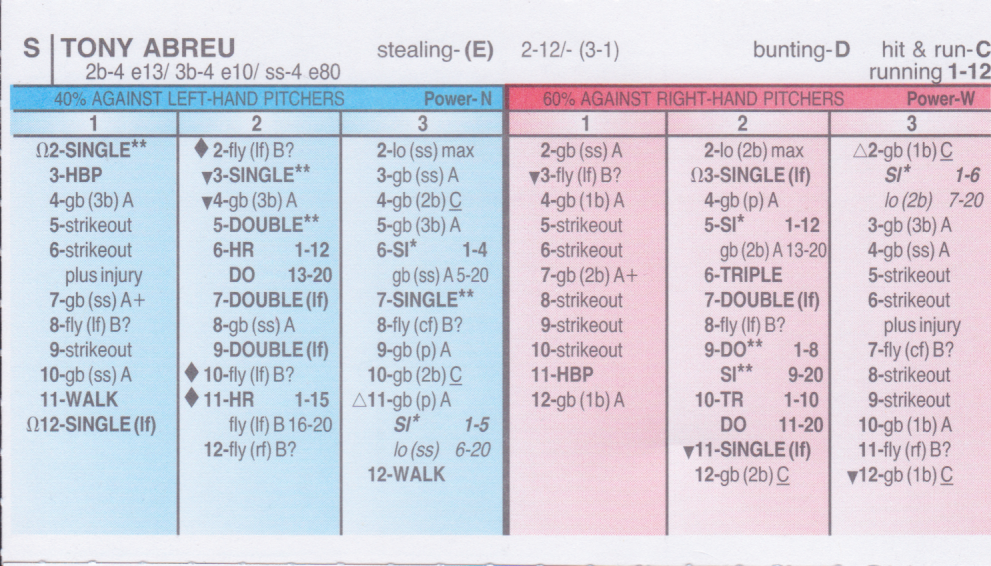 S TONY ABREU stealing-(E) 2-12/- (3-1) bunting-D hit & run-C
2b-4 e13/ 3b-4 e10/ ss-4 e80 running 1-12
40% AGAINST LEFT-HAND PITCHERS Power-N
1 2 3
Ω2-SINGLE**
3-HBP
4-gb (3b) A
5-strikeout
6-strikeout
plus injury
7-gb (ss) A+
8-fly (lf) B?
9-strikeout
10-gb (ss) A
11-WALK
Ω12-SINGLE (lf)
♦ 2-fly (lf) B?
▼3-SINGLE**
▼4-gb (3b) A
5-DOUBLE**
6-HR 1-12
DO 13-20
7-DOUBLE (lf)
8-gb (ss) A
9-DOUBLE (lf)
♦ 10-fly (lf) B?
♦ 11-HR 1-15
fly (lf) B 16-20
12-fly (rf) B?
2-lo (ss) max
3-gb (ss) A
4-gb (2b) C
5-gb (3b) A
6-SI* 1-4
gb (ss) A 5-20
7-SINGLE**
8-fly (cf) B?
9-gb (p) A
10-gb (2b) C
△11-gb (p) A
SI* 1-5
lo (ss) 6-20
12-WALK
60% AGAINST RIGHT-HAND PITCHERS Power-W
1 2 3
2-gb (ss) A
▼3-fly (lf) B?
4-gb (1b) A
5-strikeout
6-strikeout
7-gb (2b) A+
8-strikeout
9-strikeout
10-strikeout
11-HBP
12-gb (1b) A
2-lo (2b) max
Ω3-SINGLE (lf)
4-gb (p) A
5-SI* 1-12
gb (2b) A 13-20
6-TRIPLE
7-DOUBLE (lf)
8-fly (lf) B?
9-DO** 1-8
SI** 9-20
10-TR 1-10
DO 11-20
▼11-SINGLE (lf)
12-gb (2b) C
△2-gb (1b) C
SI* 1-6
lo (2b) 7-20
3-gb (3b) A
4-gb (ss) A
5-strikeout
6-strikeout
plus injury
7-fly (cf) B?
8-strikeout
9-strikeout
10-gb (1b) A
11-fly (rf) B?
▼12-gb (1b) C